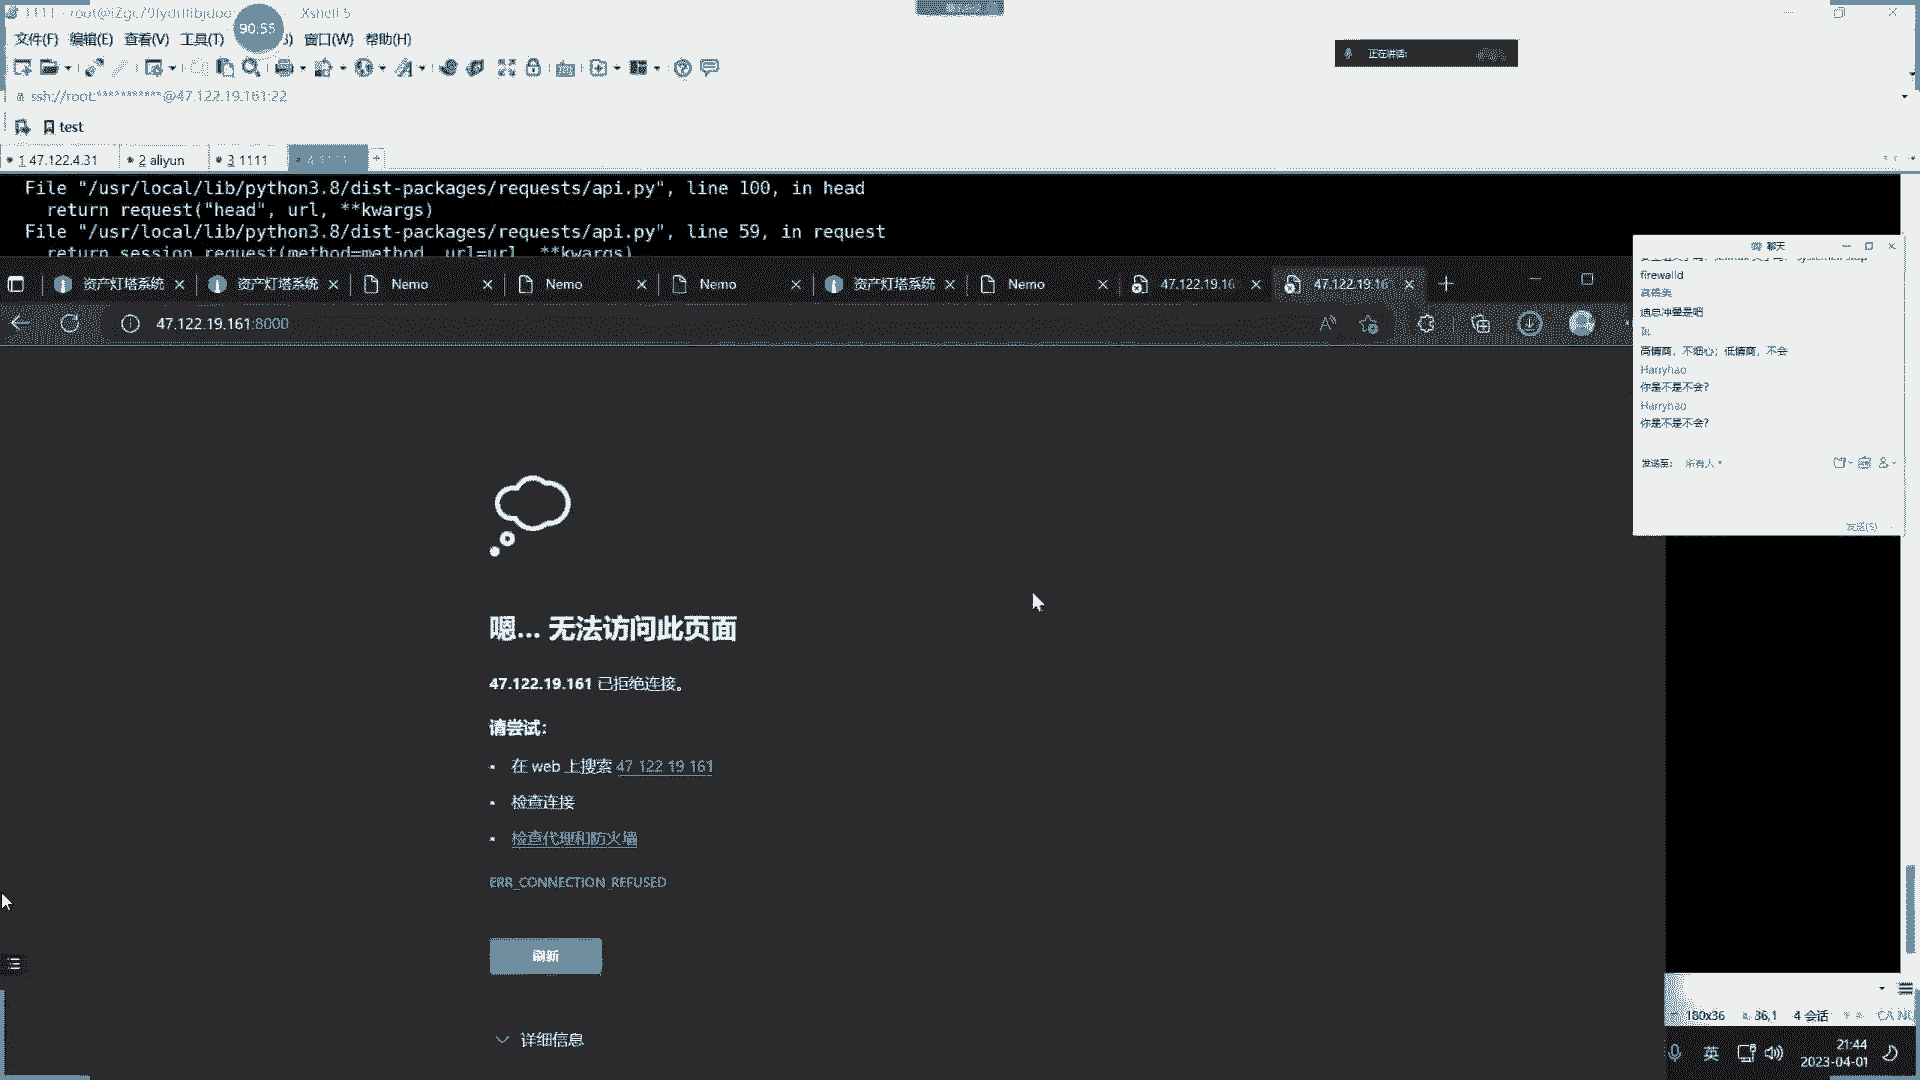 Xshell 5
90:55
文件(F) 编辑(E) 查看(V) 工具(T) 窗口(W) 帮助(H)
ssh://root:***********@47.122.19.161:22
test
1 47.122.4.31
2 aliyun
3 1111
4 1111
正在讲话:
File "/usr/local/lib/python3.8/dist-packages/requests/api.py", line 100, in head
return request("head", url, **kwargs)
File "/usr/local/lib/python3.8/dist-packages/requests/api.py", line 59, in request
return session.request(method=method, url=url, **kwargs)
资产灯塔系统
资产灯塔系统
Nemo
Nemo
Nemo
资产灯塔系统
Nemo
47.122.19.16
47.122.19.16
47.122.19.161:8000
聊天
firewalld
迪总冲晕是吧
高情商，不细心；低情商，不会
Harryhao
你是不是不会?
Harryhao
你是不是不会?
发送至: 所有人
发送(S)
嗯... 无法访问此页面
47.122.19.161 已拒绝连接。
请尝试:
在 web 上搜索 47 122 19 161
检查连接
检查代理和防火墙
ERR_CONNECTION_REFUSED
刷新
详细信息
180x36
36,1
4 会话
英
21:44
2023-04-01